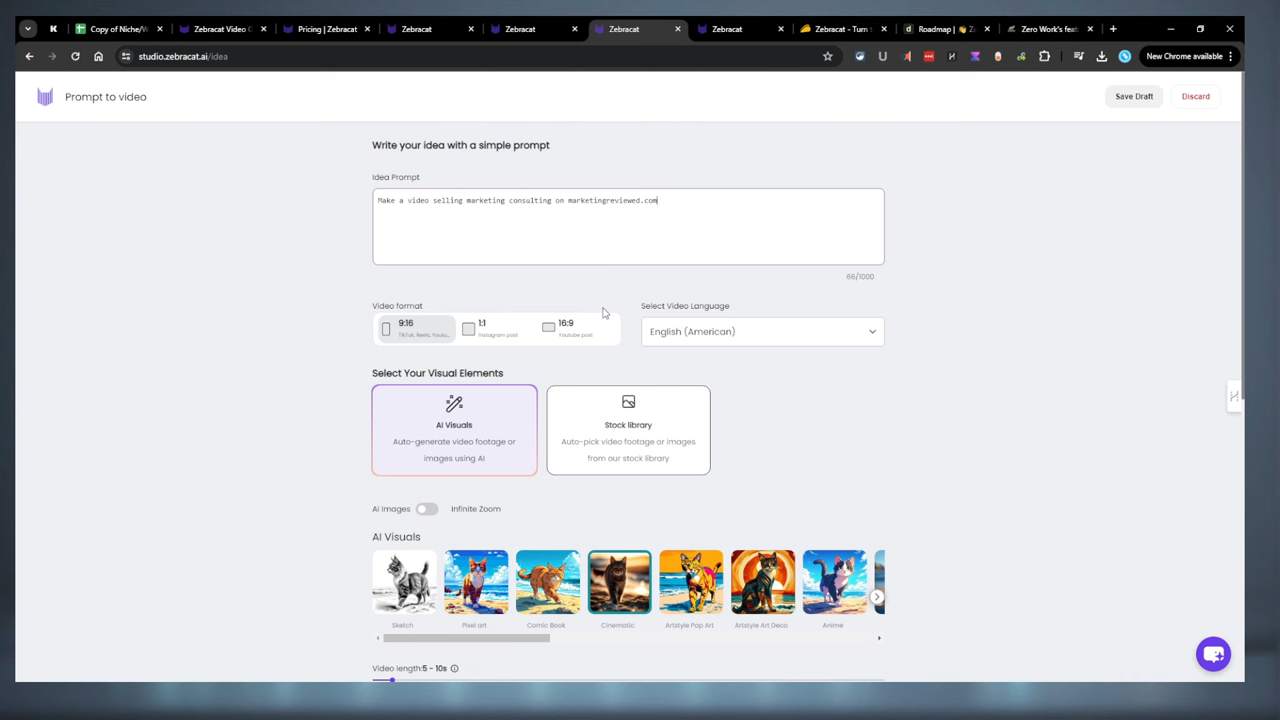 Copy of Niche/W
Zebracat Video G
Pricing | Zebracat
Zebracat
Zebracat
Zebracat
Zebracat
Zebracat - Turn t
Roadmap | 👋 Ze
Zero Work's feat
studio.zebracat.ai/idea
New Chrome available
Prompt to video
Save Draft
Discard
Write your idea with a simple prompt
Idea Prompt
Make a video selling marketing consulting on marketingreviewed.com
66/1000
Video format
Select Video Language
9:16
TikTok, Reels, Youtu...
1:1
Instagram post
16:9
Youtube post
English (American)
Select Your Visual Elements
AI Visuals
Auto-generate video footage or
images using AI
Stock library
Auto-pick video footage or images
from our stock library
AI Images
Infinite Zoom
AI Visuals
Sketch
Pixel art
Comic Book
Cinematic
Artstyle Pop Art
Artstyle Art Deco
Anime
Video length:5 - 10s